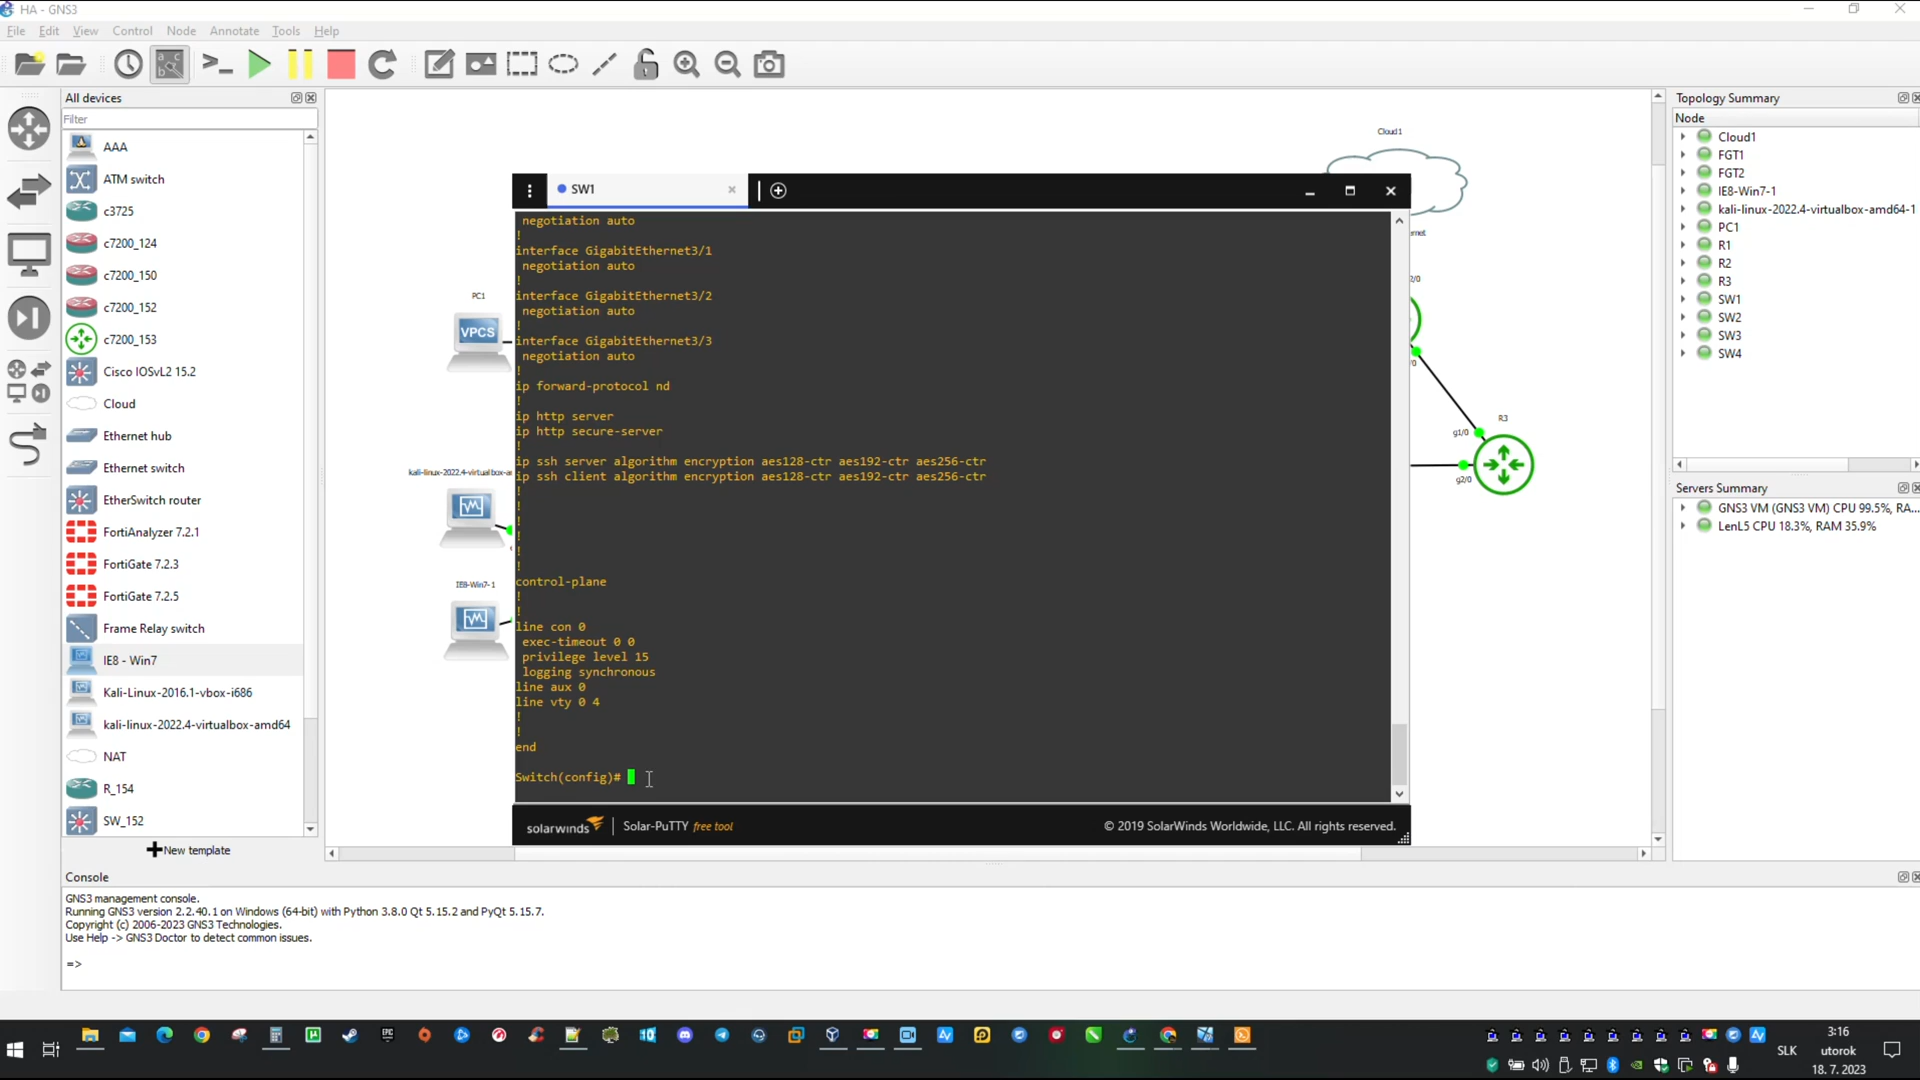 HA - GNS3
File Edit View Control Node Annotate Tools Help
All devices
Filter
AAA
ATM switch
c3725
c7200_124
c7200_150
c7200_152
c7200_153
Cisco IOSvL2 15.2
Cloud
Ethernet hub
Ethernet switch
EtherSwitch router
FortiAnalyzer 7.2.1
FortiGate 7.2.3
FortiGate 7.2.5
Frame Relay switch
IE8 - Win7
Kali-Linux-2016.1-vbox-i686
kali-linux-2022.4-virtualbox-amd64
NAT
R_154
SW_152
New template
PC1
VPCS
kali-linux-2022.4-virtualbox-am
IE8-Win7-1
Cloud1
R3
g1/0
g2/0
SW1
negotiation auto
!
interface GigabitEthernet3/1
negotiation auto
!
interface GigabitEthernet3/2
negotiation auto
!
interface GigabitEthernet3/3
negotiation auto
!
ip forward-protocol nd
!
ip http server
ip http secure-server
!
ip ssh server algorithm encryption aes128-ctr aes192-ctr aes256-ctr
ip ssh client algorithm encryption aes128-ctr aes192-ctr aes256-ctr
!
!
!
!
!
!
control-plane
!
!
line con 0
exec-timeout 0 0
privilege level 15
logging synchronous
line aux 0
line vty 0 4
!
!
end
Switch(config)#
solarwinds
Solar-PuTTY free tool
© 2019 SolarWinds Worldwide, LLC. All rights reserved.
Topology Summary
Node
Cloud1
FGT1
FGT2
IE8-Win7-1
kali-linux-2022.4-virtualbox-amd64-1
PC1
R1
R2
R3
SW1
SW2
SW3
SW4
Servers Summary
GNS3 VM (GNS3 VM) CPU 99.5%, RA...
LenL5 CPU 18.3%, RAM 35.9%
Console
GNS3 management console.
Running GNS3 version 2.2.40.1 on Windows (64-bit) with Python 3.8.0 Qt 5.15.2 and PyQt 5.15.7.
Copyright (c) 2006-2023 GNS3 Technologies.
Use Help -> GNS3 Doctor to detect common issues.
=>
SLK
3:16
utorok
18. 7. 2023